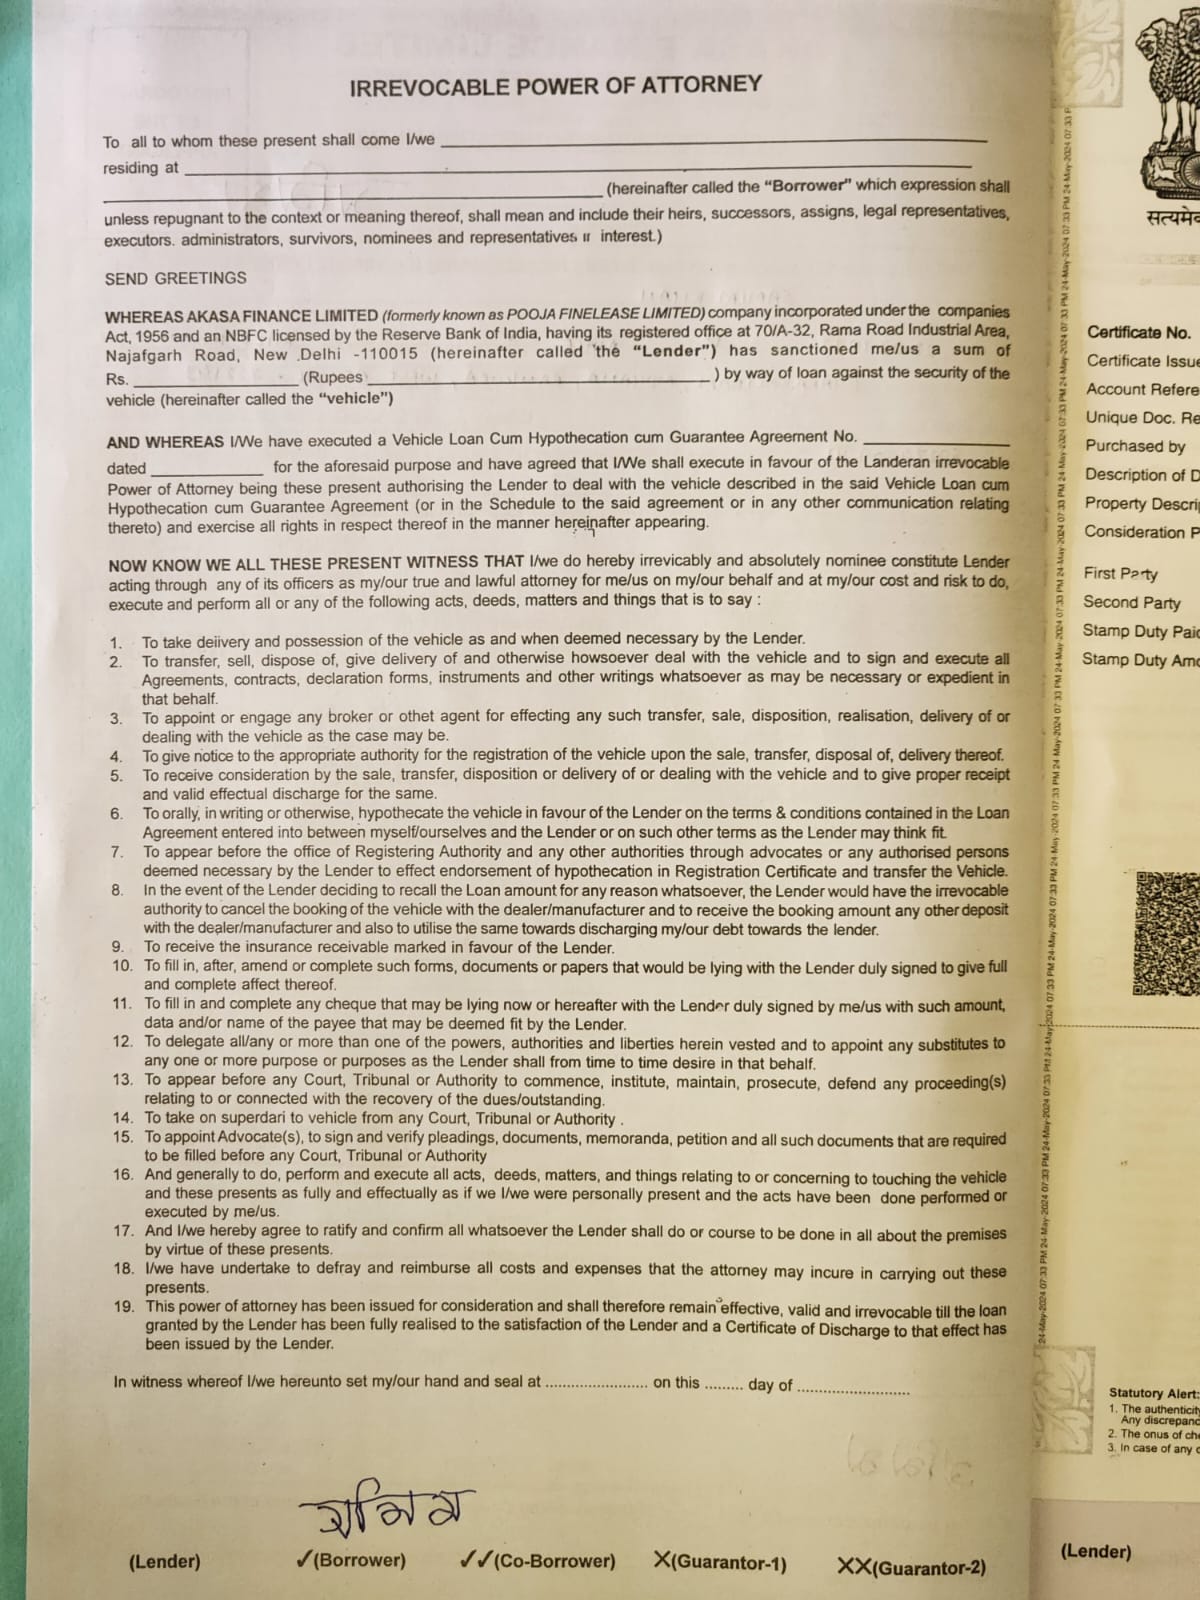 IRREVOCABLE POWER OF ATTORNEY
To all to whom these present shall come I/we
residing at
(hereinafter called the “Borrower” which expression shall
unless repugnant to the context or meaning thereof, shall mean and include their heirs, successors, assigns, legal representatives,
executors. administrators, survivors, nominees and representatives interest.)
SEND GREETINGS
WHEREAS AKASA FINANCE LIMITED (formerly known as POOJA FINELEASE LIMITED) company incorporated under the companies
Act, 1956 and an NBFC licensed by the Reserve Bank of India, having its registered office at 70/A-32, Rama Road Industrial Area,
Najafgarh Road, New Delhi -110015 (hereinafter called the “Lender”) has sanctioned me/us a sum of
Rs. (Rupees ) by way of loan against the security of the
vehicle (hereinafter called the “vehicle”)
AND WHEREAS I/We have executed a Vehicle Loan Cum Hypothecation cum Guarantee Agreement No.
dated for the aforesaid purpose and have agreed that I/We shall execute in favour of the Landeran irrevocable
Power of Attorney being these present authorising the Lender to deal with the vehicle described in the said Vehicle Loan cum
Hypothecation cum Guarantee Agreement (or in the Schedule to the said agreement or in any other communication relating
thereto) and exercise all rights in respect thereof in the manner hereinafter appearing.
NOW KNOW WE ALL THESE PRESENT WITNESS THAT I/we do hereby irrevicably and absolutely nominee constitute Lender
acting through any of its officers as my/our true and lawful attorney for me/us on my/our behalf and at my/our cost and risk to do,
execute and perform all or any of the following acts, deeds, matters and things that is to say :
1. To take delivery and possession of the vehicle as and when deemed necessary by the Lender.
2. To transfer, sell, dispose of, give delivery of and otherwise howsoever deal with the vehicle and to sign and execute all
Agreements, contracts, declaration forms, instruments and other writings whatsoever as may be necessary or expedient in
that behalf.
3. To appoint or engage any broker or othet agent for effecting any such transfer, sale, disposition, realisation, delivery of or
dealing with the vehicle as the case may be.
4. To give notice to the appropriate authority for the registration of the vehicle upon the sale, transfer, disposal of, delivery thereof.
5. To receive consideration by the sale, transfer, disposition or delivery of or dealing with the vehicle and to give proper receipt
and valid effectual discharge for the same.
6. To orally, in writing or otherwise, hypothecate the vehicle in favour of the Lender on the terms & conditions contained in the Loan
Agreement entered into between myself/ourselves and the Lender or on such other terms as the Lender may think fit.
7. To appear before the office of Registering Authority and any other authorities through advocates or any authorised persons
deemed necessary by the Lender to effect endorsement of hypothecation in Registration Certificate and transfer the Vehicle.
8. In the event of the Lender deciding to recall the Loan amount for any reason whatsoever, the Lender would have the irrevocable
authority to cancel the booking of the vehicle with the dealer/manufacturer and to receive the booking amount any other deposit
with the dealer/manufacturer and also to utilise the same towards discharging my/our debt towards the lender.
9. To receive the insurance receivable marked in favour of the Lender.
10. To fill in, after, amend or complete such forms, documents or papers that would be lying with the Lender duly signed to give full
and complete affect thereof.
11. To fill in and complete any cheque that may be lying now or hereafter with the Lender duly signed by me/us with such amount,
data and/or name of the payee that may be deemed fit by the Lender.
12. To delegate all/any or more than one of the powers, authorities and liberties herein vested and to appoint any substitutes to
any one or more purpose or purposes as the Lender shall from time to time desire in that behalf.
13. To appear before any Court, Tribunal or Authority to commence, institute, maintain, prosecute, defend any proceeding(s)
relating to or connected with the recovery of the dues/outstanding.
14. To take on superdari to vehicle from any Court, Tribunal or Authority .
15. To appoint Advocate(s), to sign and verify pleadings, documents, memoranda, petition and all such documents that are required
to be filled before any Court, Tribunal or Authority
16. And generally to do, perform and execute all acts, deeds, matters, and things relating to or concerning to touching the vehicle
and these presents as fully and effectually as if we I/we were personally present and the acts have been done performed or
executed by me/us.
17. And I/we hereby agree to ratify and confirm all whatsoever the Lender shall do or course to be done in all about the premises
by virtue of these presents.
18. I/we have undertake to defray and reimburse all costs and expenses that the attorney may incure in carrying out these
presents.
19. This power of attorney has been issued for consideration and shall therefore remain effective, valid and irrevocable till the loan
granted by the Lender has been fully realised to the satisfaction of the Lender and a Certificate of Discharge to that effect has
been issued by the Lender.
In witness whereof I/we hereunto set my/our hand and seal at ........................ on this ......... day of ..........................
(Lender) ✓(Borrower) ✓✓(Co-Borrower) X(Guarantor-1) XX(Guarantor-2)
24-May-2024 07:33 PM 24-May-2024 07:33 PM 24-May-2024 07:33 PM
सत्यमे
Certificate No.
Certificate Issue
Account Refere
Unique Doc. Re
Purchased by
Description of D
Property Descri
Consideration P
First Party
Second Party
Stamp Duty Paid
Stamp Duty Amo
Statutory Alert:
1. The authenticity
Any discrepanc
2. The onus of che
3. In case of any
(Lender)